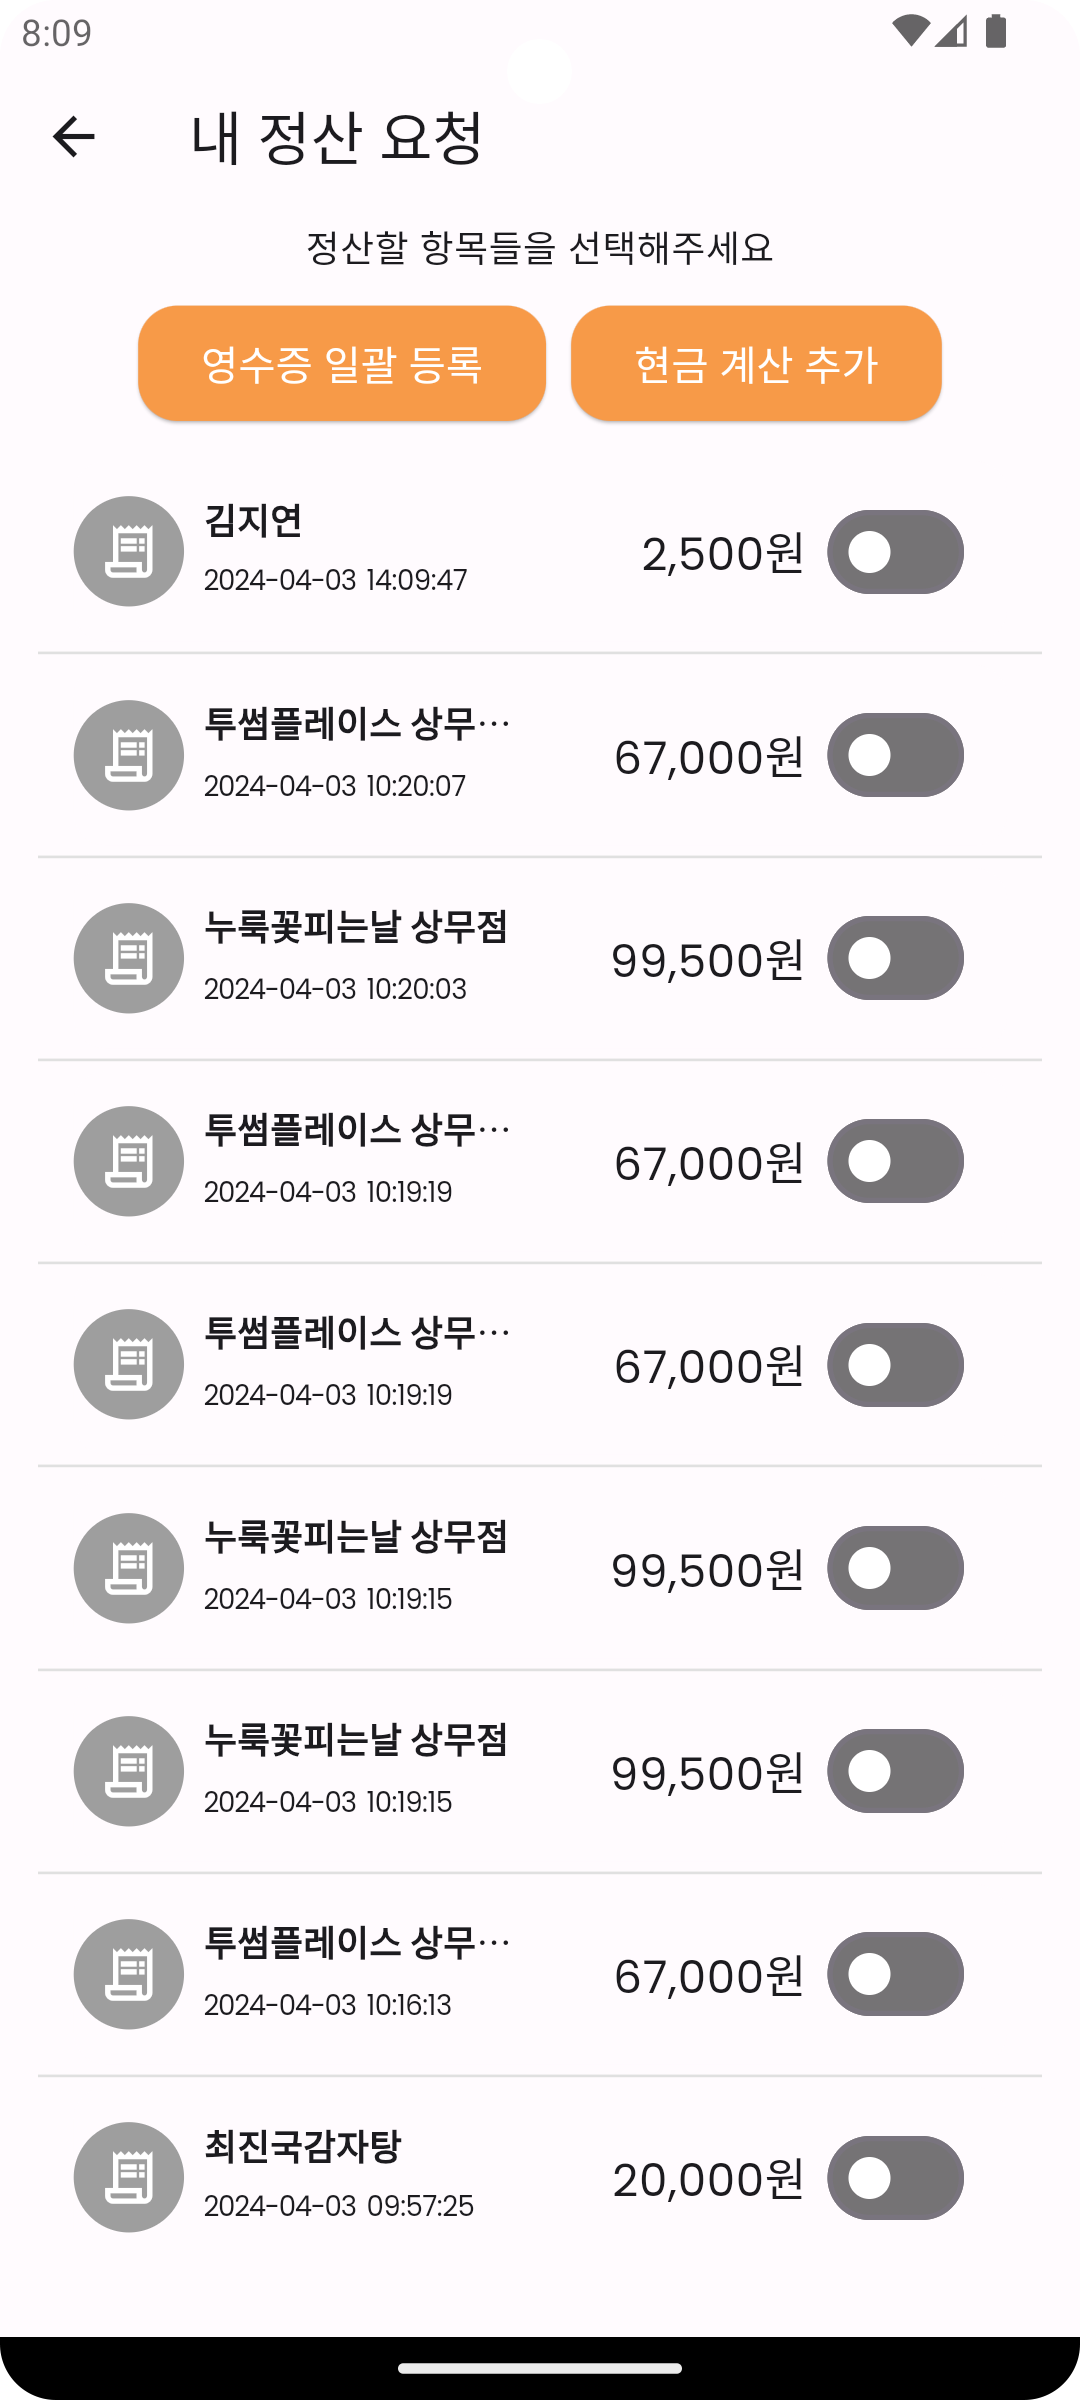 8:09
내 정산 요청
정산할 항목들을 선택해주세요
영수증 일괄 등록 현금 계산 추가
김지연
2,500원
2024-04-03 14:09:47
투썸플레이스 상무…
67,000원
2024-04-03 10:20:07
누룩꽃피는날 상무점
99,500원
2024-04-03 10:20:03
투썸플레이스 상무…
67,000원
2024-04-03 10:19:19
투썸플레이스 상무…
67,000원
2024-04-03 10:19:19
누룩꽃피는날 상무점
99,500원
2024-04-03 10:19:15
누룩꽃피는날 상무점
99,500원
2024-04-03 10:19:15
투썸플레이스 상무…
67,000원
2024-04-03 10:16:13
최진국감자탕
20,000원
2024-04-03 09:57:25